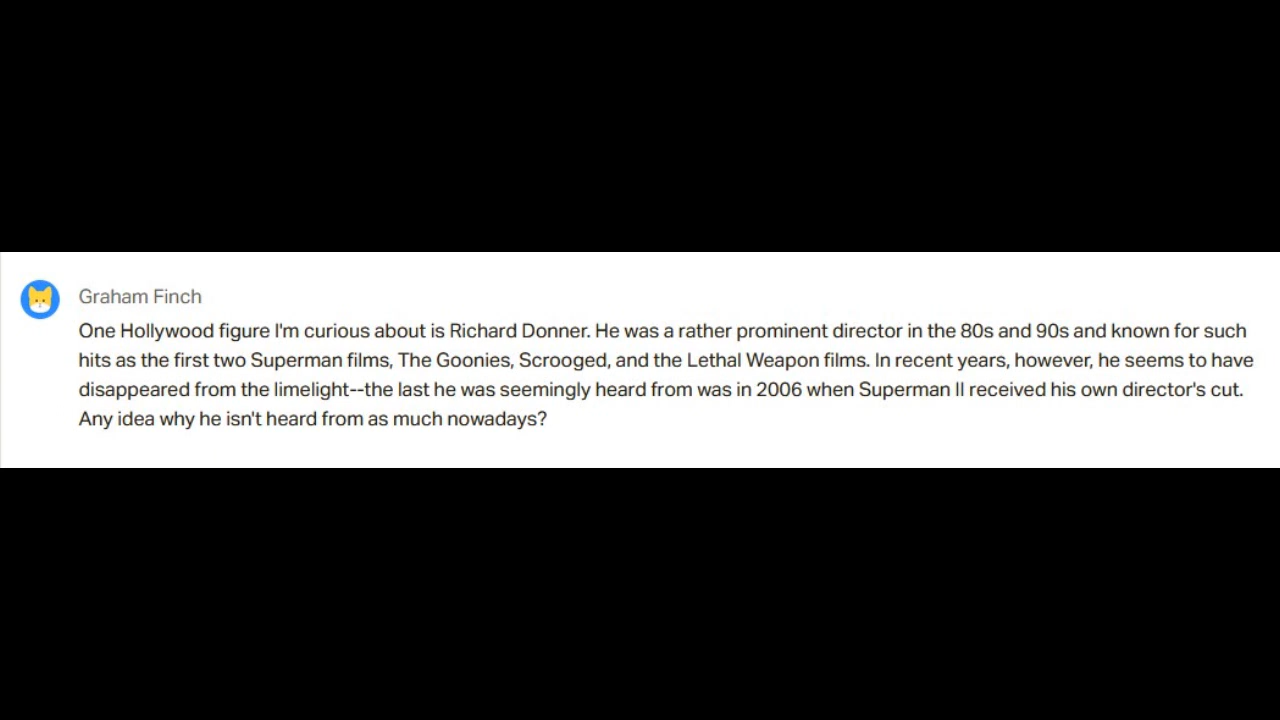 Graham Finch
One Hollywood figure I'm curious about is Richard Donner. He was a rather prominent director in the 80s and 90s and known for such
hits as the first two Superman films, The Goonies, Scrooged, and the Lethal Weapon films. In recent years, however, he seems to have
disappeared from the limelight--the last he was seemingly heard from was in 2006 when Superman II received his own director's cut.
Any idea why he isn't heard from as much nowadays?